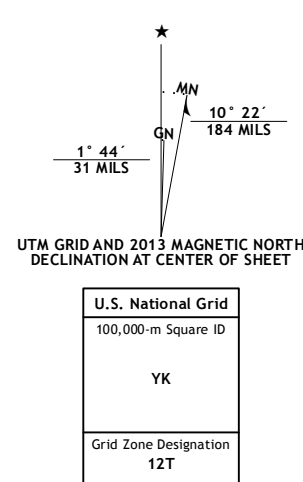 ★
MN
GN
10° 22´
184 MILS
1° 44´
31 MILS
UTM GRID AND 2013 MAGNETIC NORTH
DECLINATION AT CENTER OF SHEET
U.S. National Grid
100,000-m Square ID
YK
Grid Zone Designation
12T